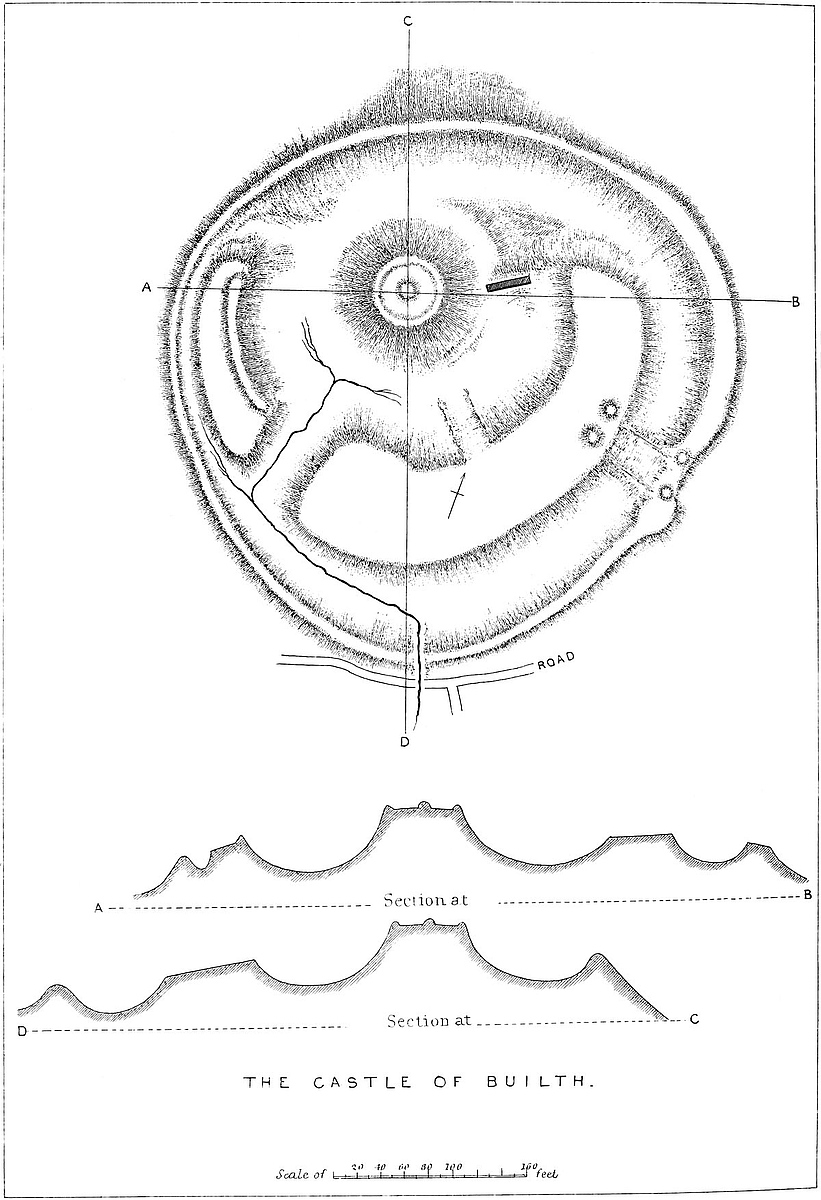 C
A
B
ROAD
D
Section at
A
B
Section at
D
C
THE CASTLE OF BUILTH.
20 40 60 80 100 160
Scale of feet